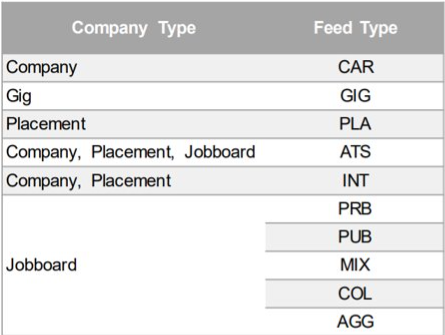 Company Type Feed Type
Company CAR
Gig GIG
Placement PLA
Company, Placement, Jobboard ATS
Company, Placement INT
PRB
PUB
Jobboard MIX
COL
AGG